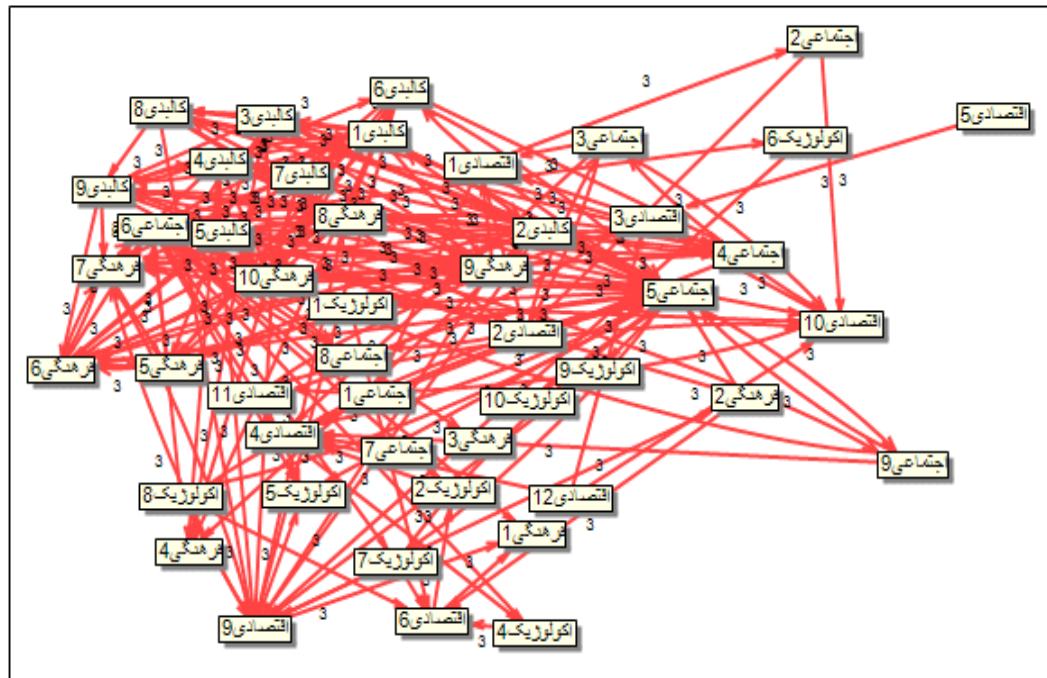 اجتماعی2
کالبدی6
کالبدی8
کالبدی3
کالبدی1
اجتماعی3
اکولوژیک6
اقتصادی5
کالبدی4
کالبدی7
اقتصادی1
کالبدی9
اجتماعی6
کالبدی5
فرهنگی8
کالبدی2
اقتصادی3
اجتماعی4
فرهنگی7
فرهنگی10
فرهنگی9
اجتماعی5
اکولوژیک1
اقتصادی2
اقتصادی10
فرهنگی6
فرهنگی5
اجتماعی8
اکولوژیک9
اقتصادی11
اجتماعی1
اکولوژیک10
فرهنگی2
اقتصادی4
اجتماعی7
فرهنگی3
اجتماعی9
اکولوژیک8
اکولوژیک5
اکولوژیک2
اقتصادی12
فرهنگی4
اکولوژیک7
فرهنگی1
اقتصادی9
اقتصادی6
اکولوژیک4
3